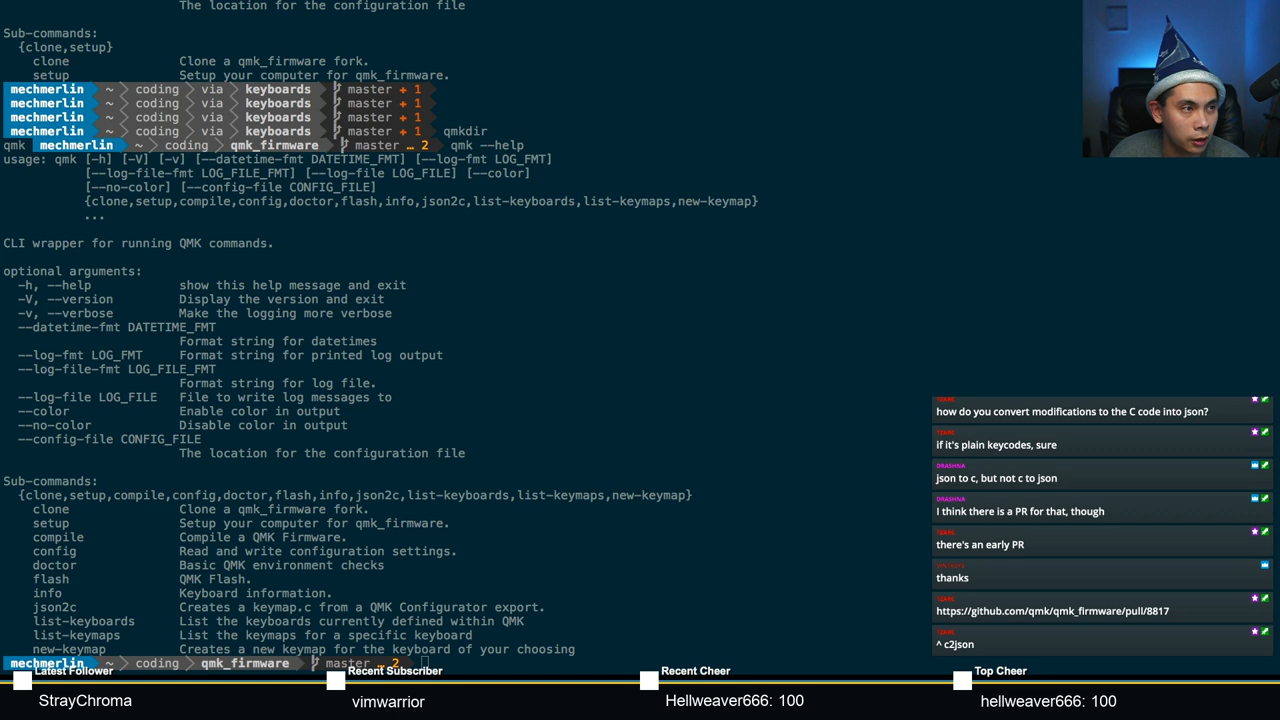 The location for the configuration file
Sub-commands:
{clone,setup}
clone Clone a qmk_firmware fork.
setup Setup your computer for qmk_firmware.
mechmerlin ~ coding via keyboards master + 1
mechmerlin ~ coding via keyboards master + 1
mechmerlin ~ coding via keyboards master + 1
mechmerlin ~ coding via keyboards master + 1 qmkdir
qmk mechmerlin ~ coding qmk_firmware master … 2 qmk --help
usage: qmk [-h] [-V] [-v] [--datetime-fmt DATETIME_FMT] [--log-fmt LOG_FMT]
[--log-file-fmt LOG_FILE_FMT] [--log-file LOG_FILE] [--color]
[--no-color] [--config-file CONFIG_FILE]
{clone,setup,compile,config,doctor,flash,info,json2c,list-keyboards,list-keymaps,new-keymap}
...
CLI wrapper for running QMK commands.
optional arguments:
-h, --help show this help message and exit
-V, --version Display the version and exit
-v, --verbose Make the logging more verbose
--datetime-fmt DATETIME_FMT
Format string for datetimes
--log-fmt LOG_FMT Format string for printed log output
--log-file-fmt LOG_FILE_FMT
Format string for log file.
--log-file LOG_FILE File to write log messages to
--color Enable color in output
--no-color Disable color in output
--config-file CONFIG_FILE
The location for the configuration file
Sub-commands:
{clone,setup,compile,config,doctor,flash,info,json2c,list-keyboards,list-keymaps,new-keymap}
clone Clone a qmk_firmware fork.
setup Setup your computer for qmk_firmware.
compile Compile a QMK Firmware.
config Read and write configuration settings.
doctor Basic QMK environment checks
flash QMK Flash.
info Keyboard information.
json2c Creates a keymap.c from a QMK Configurator export.
list-keyboards List the keyboards currently defined within QMK
list-keymaps List the keymaps for a specific keyboard
new-keymap Creates a new keymap for the keyboard of your choosing
mechmerlin ~ coding qmk_firmware master … 2
how do you convert modifications to the C code into json?
if it's plain keycodes, sure
DRASHNA
json to c, but not c to json
DRASHNA
I think there is a PR for that, though
there's an early PR
thanks
https://github.com/qmk/qmk_firmware/pull/8817
^ c2json
Latest Follower
StrayChroma
Recent Subscriber
vimwarrior
Recent Cheer
Hellweaver666: 100
Top Cheer
hellweaver666: 100